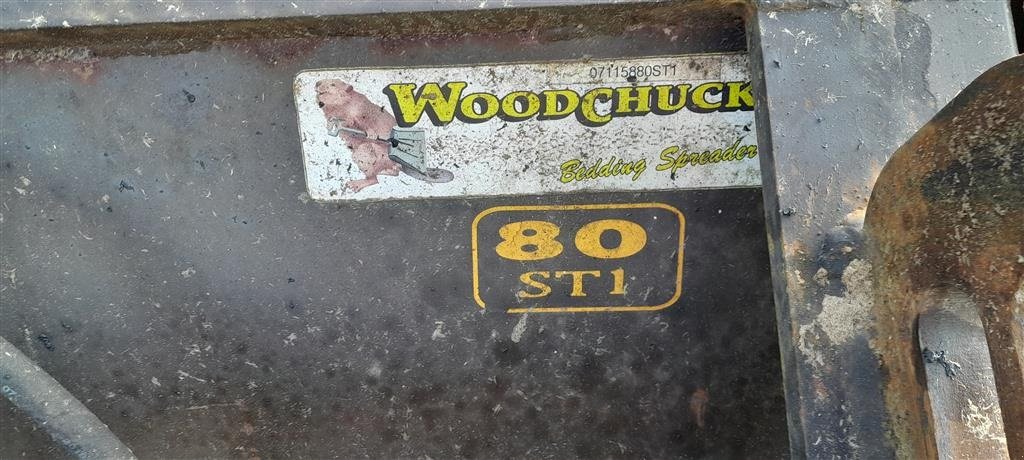 07115880ST1
WOODCHUCK
Bedding Spreader
80
ST1